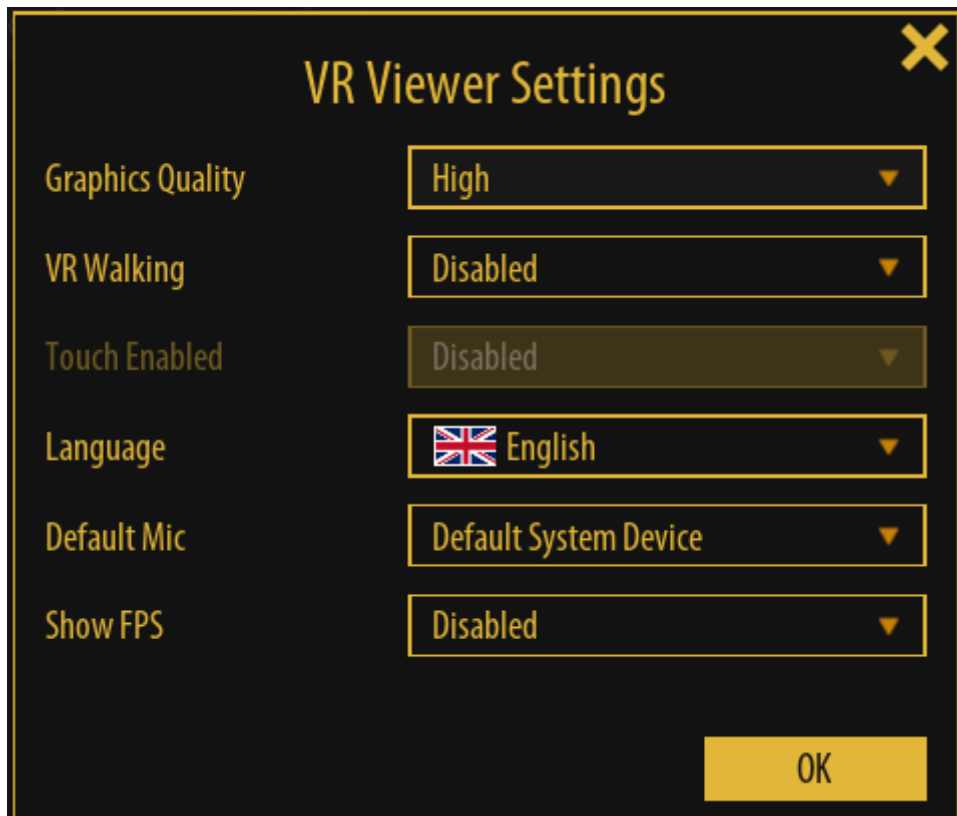 VR Viewer Settings
Graphics Quality High
VR Walking Disabled
Touch Enabled Disabled
Language English
Default Mic Default System Device
Show FPS Disabled
OK